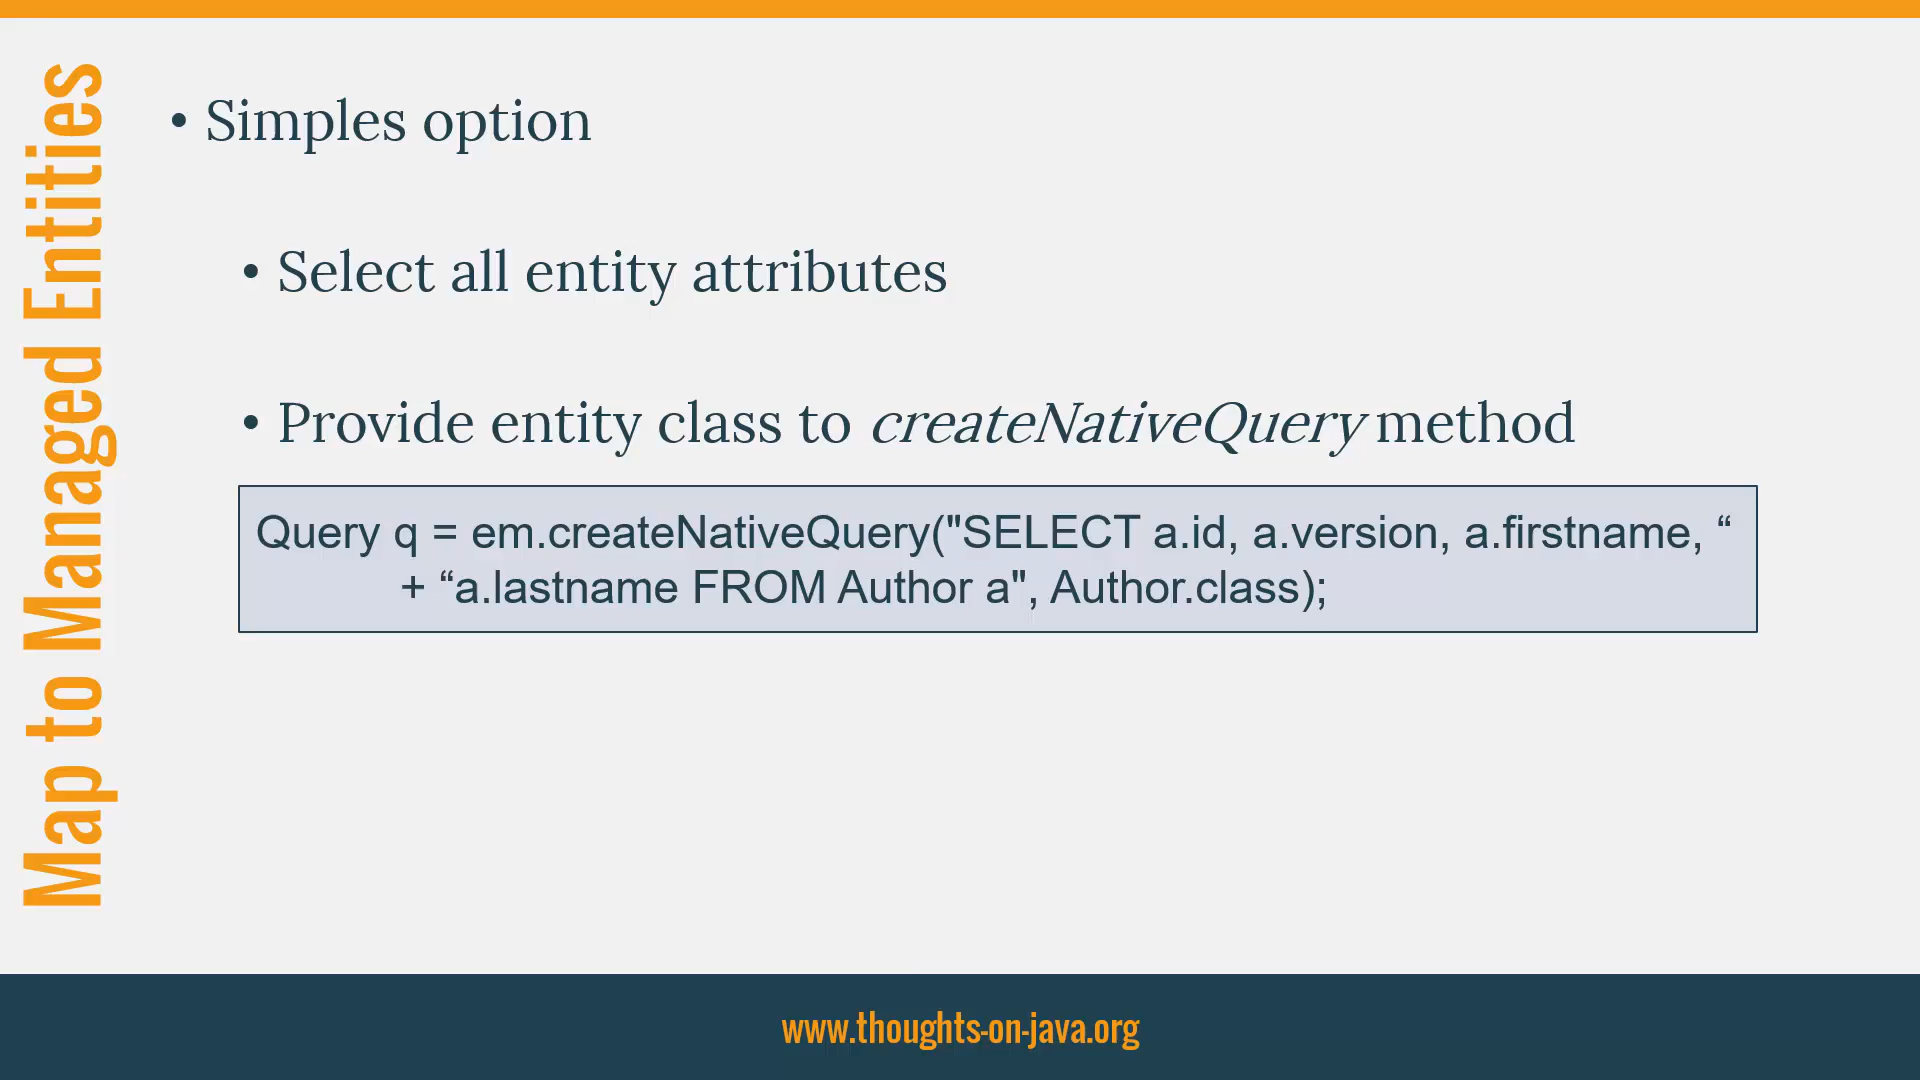 Map to Managed Entities
• Simples option
• Select all entity attributes
• Provide entity class to createNativeQuery method
Query q = em.createNativeQuery("SELECT a.id, a.version, a.firstname, “
+ “a.lastname FROM Author a", Author.class);
www.thoughts-on-java.org